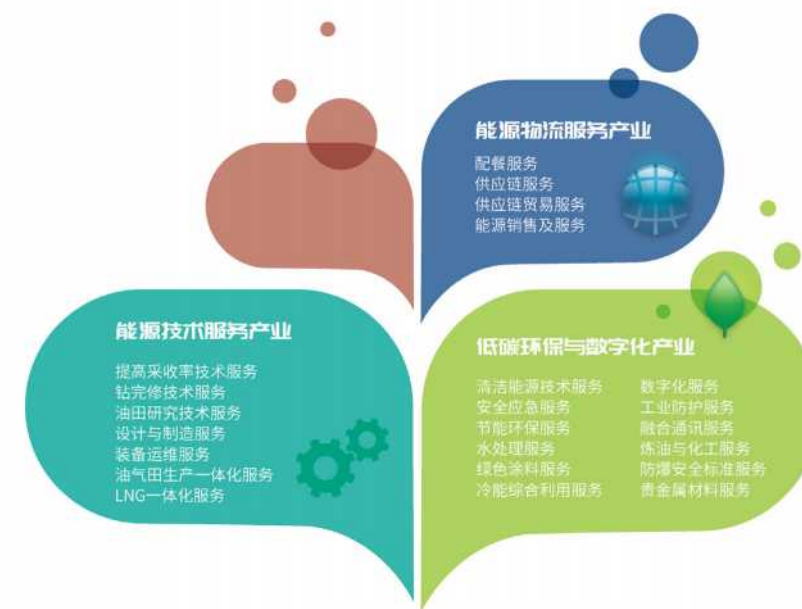 能源物流服务产业
配餐服务
供应链服务
供应链贸易服务
能源销售及服务
能源技术服务产业
提高采收率技术服务
钻完修技术服务
油田研究技术服务
设计与制造服务
装备运维服务
油气田生产一体化服务
LNG一体化服务
低碳环保与数字化产业
清洁能源技术服务
安全应急服务
节能环保服务
水处理服务
绿色涂料服务
冷能综合利用服务
数字化服务
工业防护服务
融合通讯服务
炼油与化工服务
防爆安全标准服务
贵金属材料服务